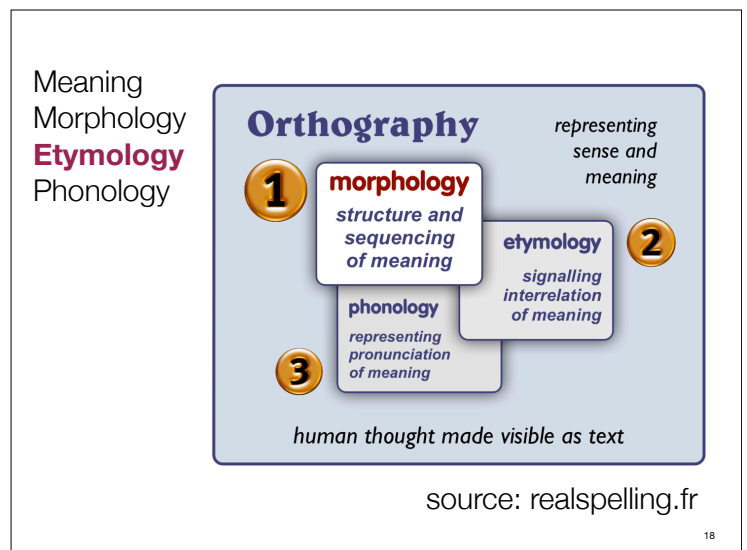 Meaning
Morphology
Etymology
Phonology
Orthography
representing
sense and
meaning
1
morphology
structure and
sequencing
of meaning
etymology
signalling
interrelation
of meaning
2
phonology
representing
pronunciation
of meaning
3
human thought made visible as text
source: realspelling.fr
18